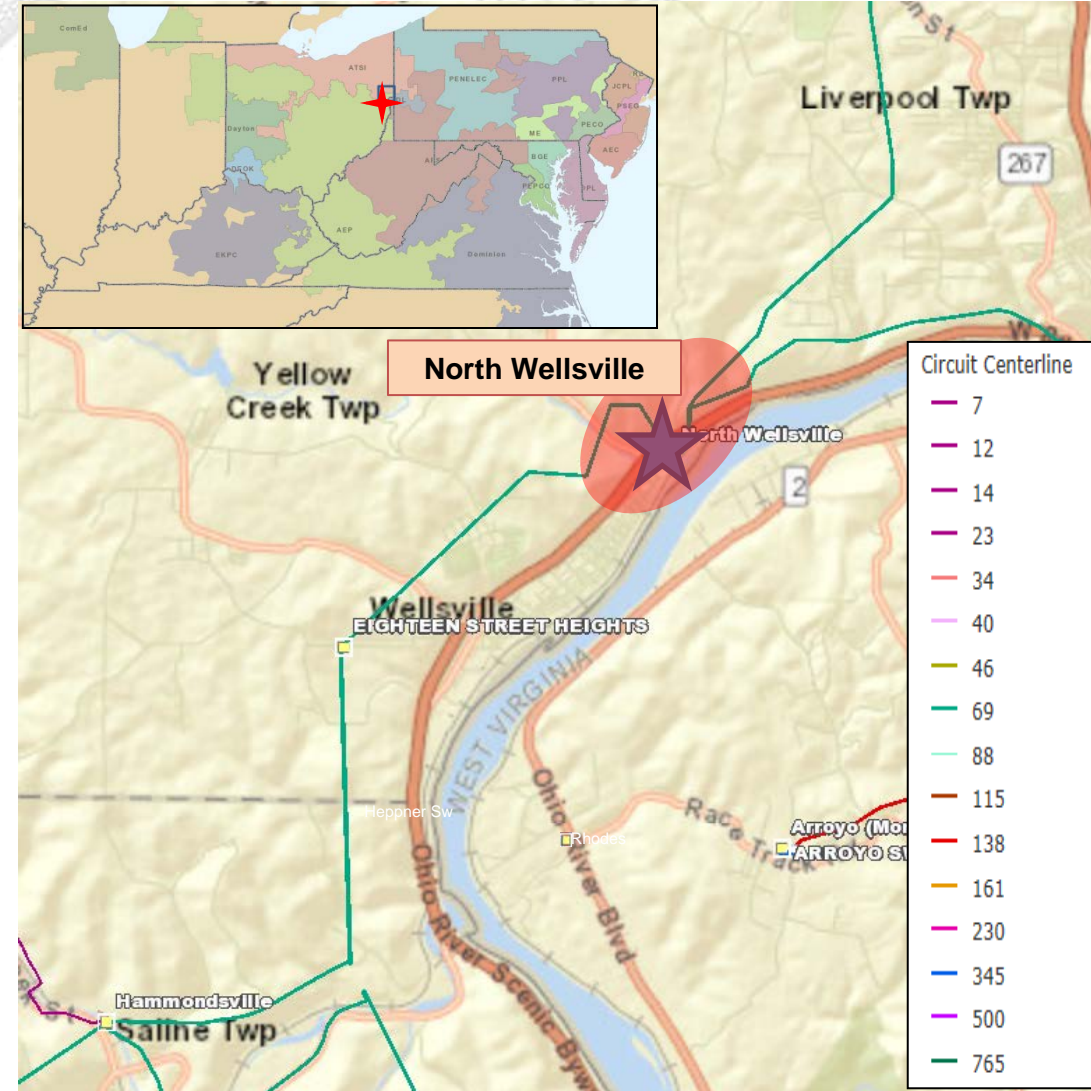 ComEd
ATSI
PENELEC
PPL
JCPL
PSEG
Dayton
ME
PECO
AEC
BGE
DEOK
PEPCO
DPL
AEP
EKPC
Dominion
Liverpool Twp
267
North Wellsville
Yellow
Creek Twp
North Wellsville
2
Wellsville
EIGHTEEN STREET HEIGHTS
WEST VIRGINIA
Heppner Sw
Rhodes
Ohio River Blvd
Race Track
Arroyo (Mon
ARROYO S
Ohio River Scenic Byw
Hammondsville
Saline Twp
Circuit Centerline
7
12
14
23
34
40
46
69
88
115
138
161
230
345
500
765